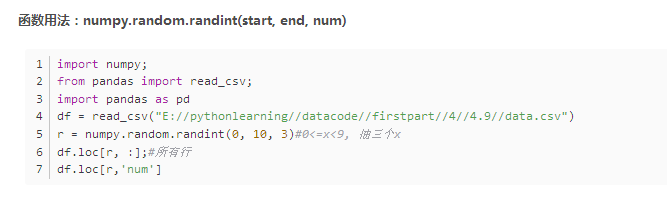 函数用法：numpy.random.randint(start, end, num)
1 import numpy;
2 from pandas import read_csv;
3 import pandas as pd
4 df = read_csv("E://pythonlearning//datacode//firstpart//4//4.9//data.csv")
5 r = numpy.random.randint(0, 10, 3)#0<=x<9, 抽三个x
6 df.loc[r, :];#所有行
7 df.loc[r,'num']